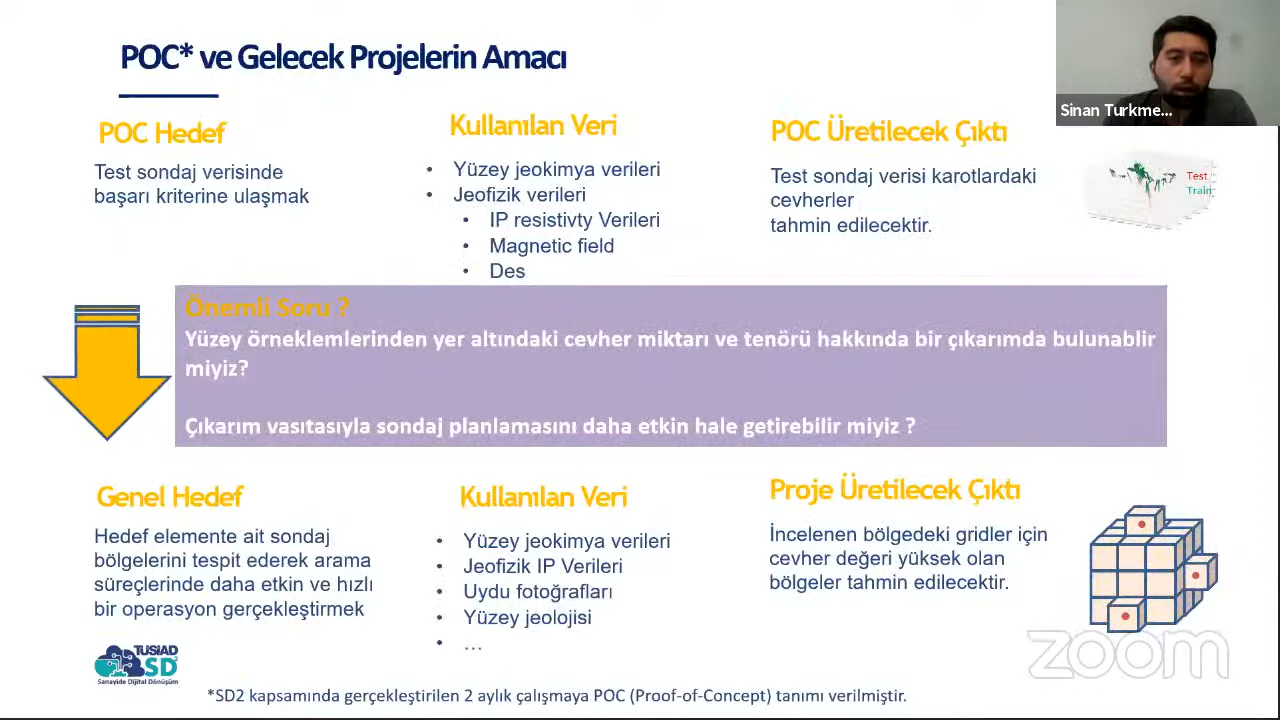 POC* ve Gelecek Projelerin Amacı
Sinan Turkme...
POC Hedef
Test sondaj verisinde
başarı kriterine ulaşmak
Kullanılan Veri
• Yüzey jeokimya verileri
• Jeofizik verileri
• IP resistivty Verileri
• Magnetic field
• Des
POC Üretilecek Çıktı
Test sondaj verisi karotlardaki
cevherler
tahmin edilecektir.
Test
Train
Önemli Soru ?
Yüzey örneklemlerinden yer altındaki cevher miktarı ve tenörü hakkında bir çıkarımda bulunablir
miyiz?
Çıkarım vasıtasıyla sondaj planlamasını daha etkin hale getirebilir miyiz ?
Genel Hedef
Hedef elemente ait sondaj
bölgelerini tespit ederek arama
süreçlerinde daha etkin ve hızlı
bir operasyon gerçekleştirmek
Kullanılan Veri
• Yüzey jeokimya verileri
• Jeofizik IP Verileri
• Uydu fotoğrafları
• Yüzey jeolojisi
• ...
Proje Üretilecek Çıktı
İncelenen bölgedeki gridler için
cevher değeri yüksek olan
bölgeler tahmin edilecektir.
TUSIAD
SD²
Sanayide Dijital Dönüşüm
zoom
*SD2 kapsamında gerçekleştirilen 2 aylık çalışmaya POC (Proof-of-Concept) tanımı verilmiştir.